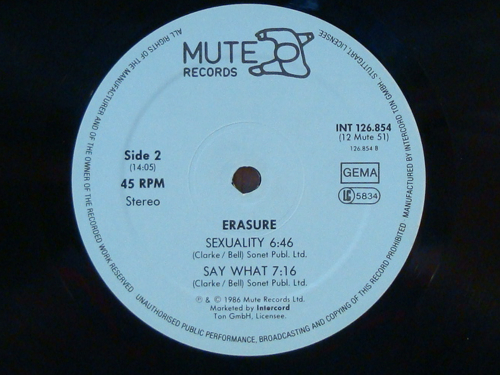 MUTE
RECORDS
INT 126.854
(12 Mute 51)
126.854 B
Side 2
(14:05)
45 RPM
Stereo
GEMA
LC 5834
ERASURE
SEXUALITY 6:46
(Clarke / Bell) Sonet Publ. Ltd.
SAY WHAT 7:16
(Clarke / Bell) Sonet Publ. Ltd.
℗ & © 1986 Mute Records Ltd.
Marketed by Intercord
Ton GmbH, Licensee.
ALL RIGHTS OF THE MANUFACTURER AND OF THE OWNER OF THE RECORDED WORK RESERVED
UNAUTHORISED PUBLIC PERFORMANCE, BROADCASTING AND COPYING OF THIS RECORD PROHIBITED
MANUFACTURED BY INTERCORD TON GMBH., STUTTGART, LICENSEE